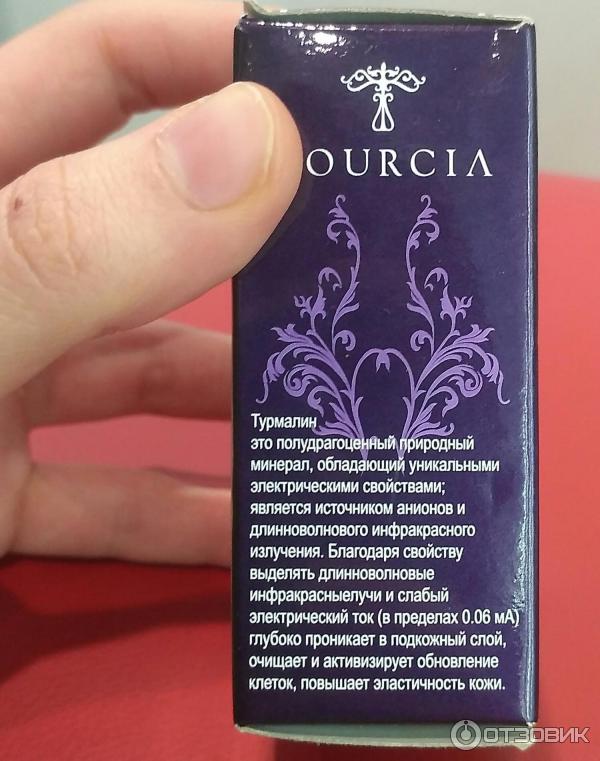 OURCIA
Турмалин
это полудрагоценный природный
минерал, обладающий уникальными
электрическими свойствами;
является источником анионов и
длинноволнового инфракрасного
излучения. Благодаря свойству
выделять длинноволновые
инфракрасныелучи и слабый
электрический ток (в пределах 0.06 мА)
глубоко проникает в подкожный слой,
очищает и активизирует обновление
клеток, повышает эластичность кожи.
ОТЗОВИК